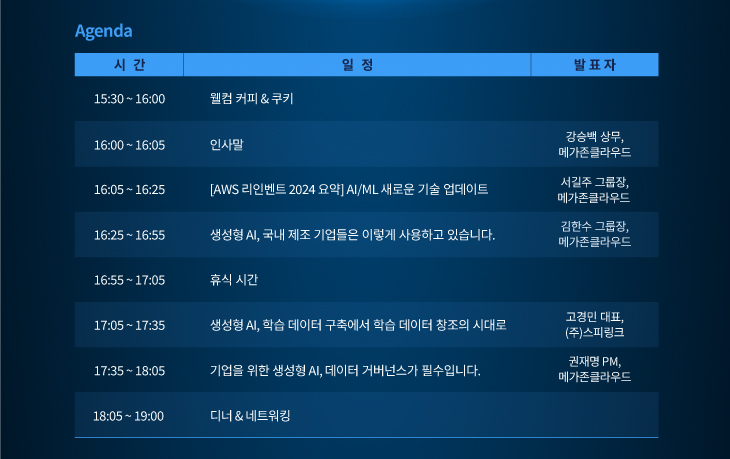 Agenda
시 간 일 정 발 표 자
15:30 ~ 16:00 웰컴 커피 & 쿠키
16:00 ~ 16:05 인사말 강승백 상무,
메가존클라우드
16:05 ~ 16:25 [AWS 리인벤트 2024 요약] AI/ML 새로운 기술 업데이트 서길주 그룹장,
메가존클라우드
16:25 ~ 16:55 생성형 AI, 국내 제조 기업들은 이렇게 사용하고 있습니다. 김한수 그룹장,
메가존클라우드
16:55 ~ 17:05 휴식 시간
17:05 ~ 17:35 생성형 AI, 학습 데이터 구축에서 학습 데이터 창조의 시대로 고경민 대표,
(주)스피링크
17:35 ~ 18:05 기업을 위한 생성형 AI, 데이터 거버넌스가 필수입니다. 권재명 PM,
메가존클라우드
18:05 ~ 19:00 디너 & 네트워킹